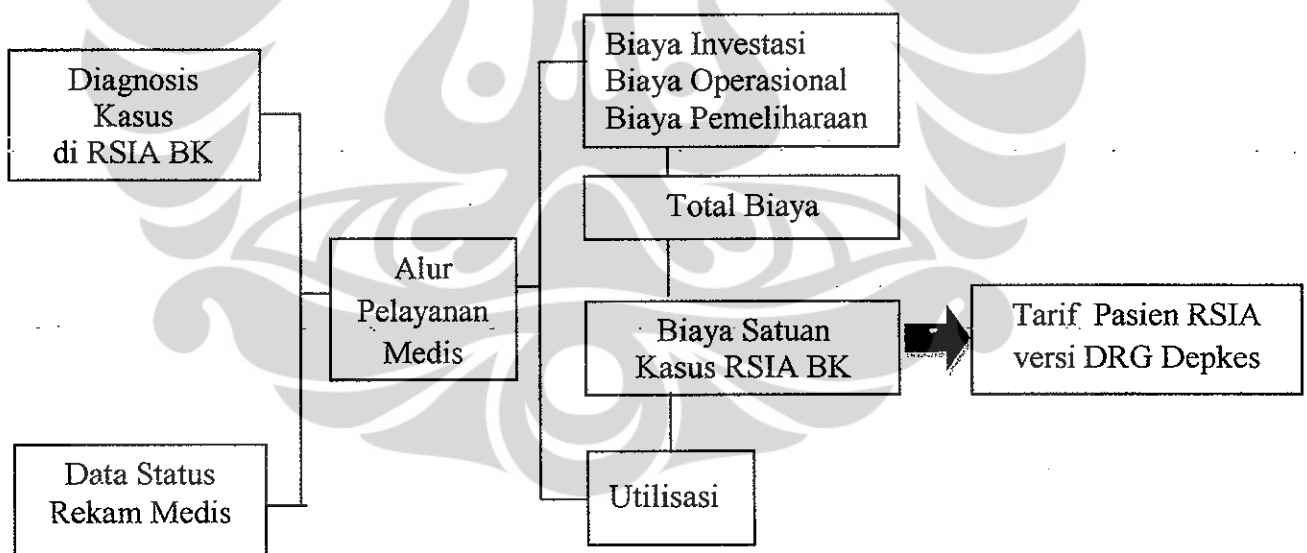 Diagnosis
Kasus
di RSIA BK
Data Status
Rekam Medis
Alur
Pelayanan
Medis
Biaya Investasi
Biaya Operasional
Biaya Pemeliharaan
Total Biaya
Biaya Satuan
Kasus RSIA BK
Utilisasi
Tarif Pasien RSIA
versi DRG Depkes